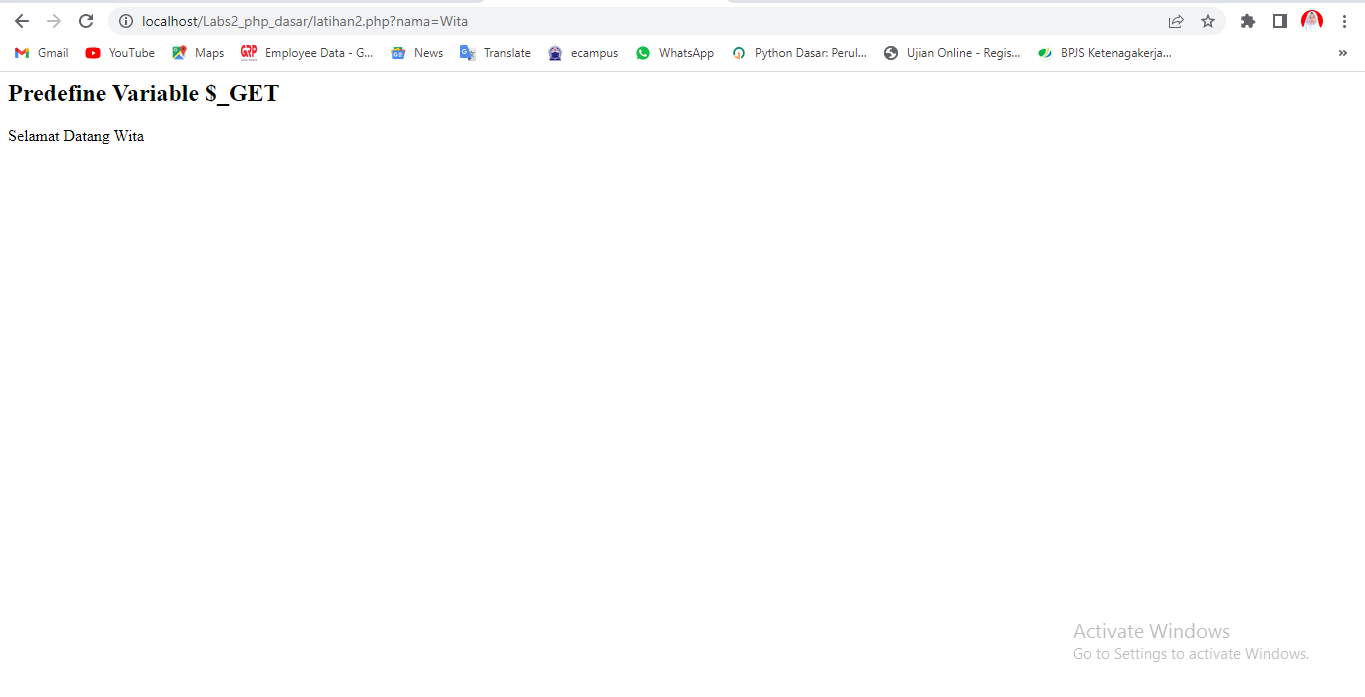 localhost/Labs2_php_dasar/latihan2.php?nama=Wita
Gmail YouTube Maps GRP Employee Data - G... News Translate ecampus WhatsApp Python Dasar: Perul... Ujian Online - Regis... BPJS Ketenagakerja... »
Predefine Variable $_GET
Selamat Datang Wita
Activate Windows
Go to Settings to activate Windows.